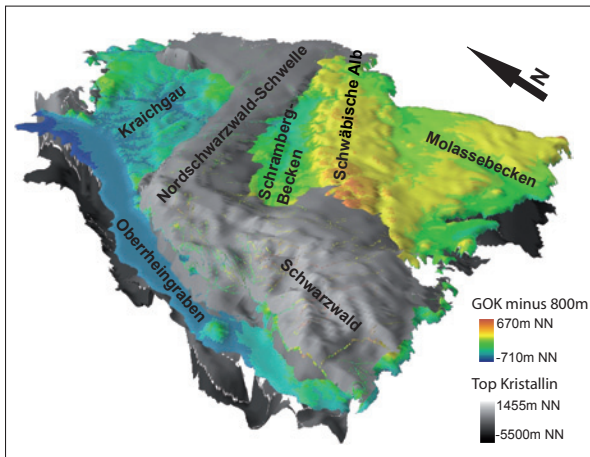 Kraichgau
Nordschwarzwald-Schwelle
Schramberg-
Becken
Schwäbische Alb
Molassebecken
N
Oberrheingraben
Schwarzwald
GOK minus 800m
670m NN
-710m NN
Top Kristallin
1455m NN
-5500m NN